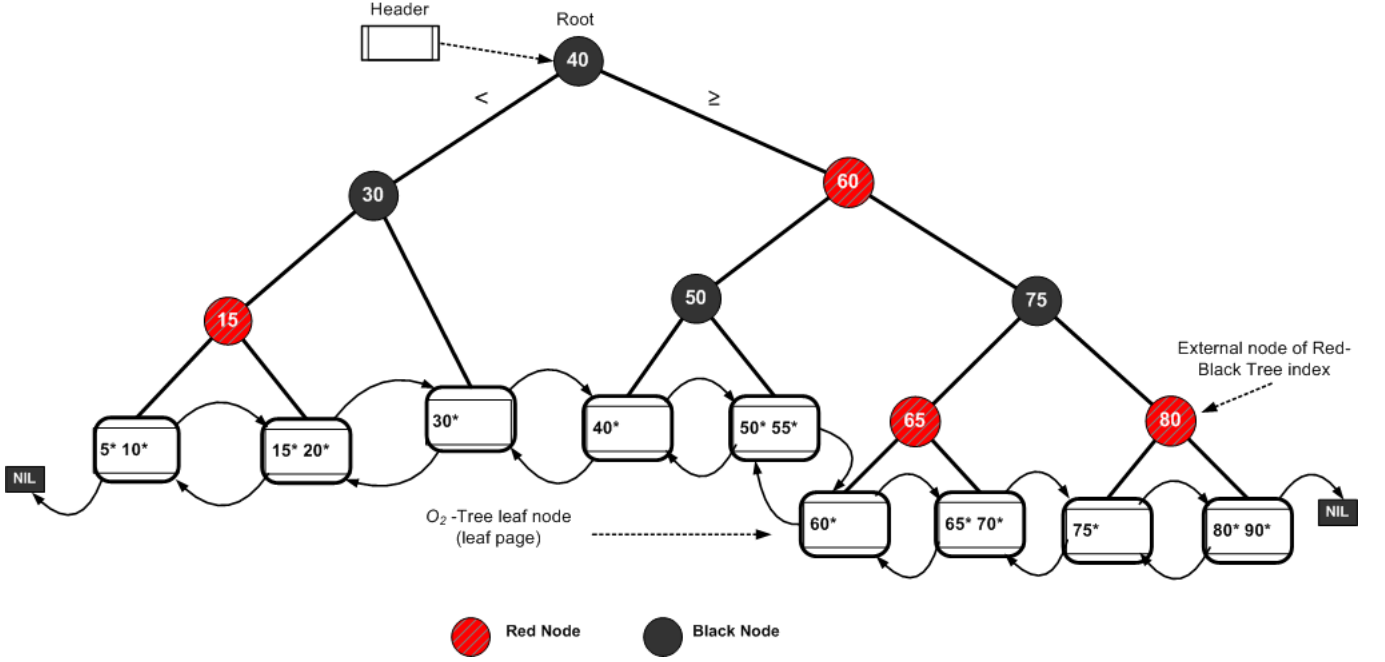 Header
Root
40
<
≥
30
60
50
75
15
External node of Red-
Black Tree index
65
80
30*
40*
50* 55*
5* 10*
15* 20*
NIL
O2 -Tree leaf node
(leaf page)
60*
65* 70*
75*
80* 90*
NIL
Red Node
Black Node